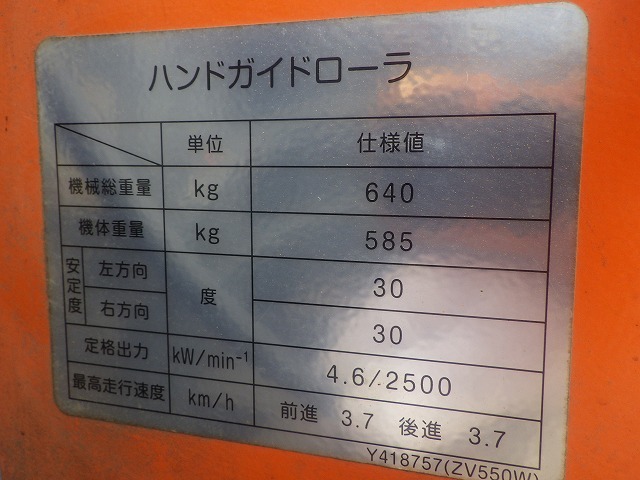 ハンドガイドローラ
単位 仕様値
機械総重量 kg 640
機体重量 kg 585
安定度 左方向 度 30
右方向 30
定格出力 kW/min⁻¹ 4.6/2500
最高走行速度 km/h 前進 3.7 後進 3.7
Y418757(ZV550W)